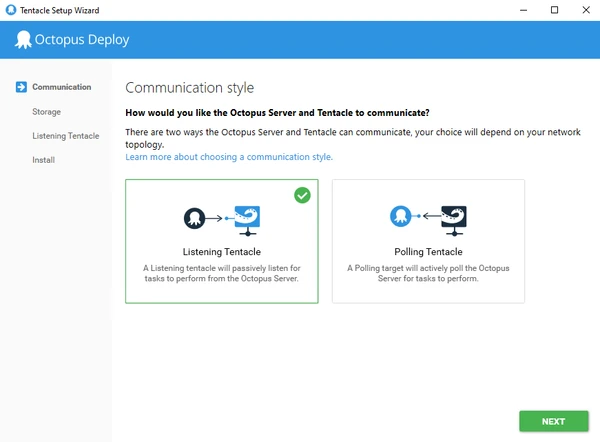 Tentacle Setup Wizard
Octopus Deploy
Communication
Storage
Listening Tentacle
Install
Communication style
How would you like the Octopus Server and Tentacle to communicate?
There are two ways the Octopus Server and Tentacle can communicate, your choice will depend on your network
topology.
Learn more about choosing a communication style.
Listening Tentacle
A Listening tentacle will passively listen for
tasks to perform from the Octopus Server.
Polling Tentacle
A Polling target will actively poll the Octopus
Server for tasks to perform.
NEXT